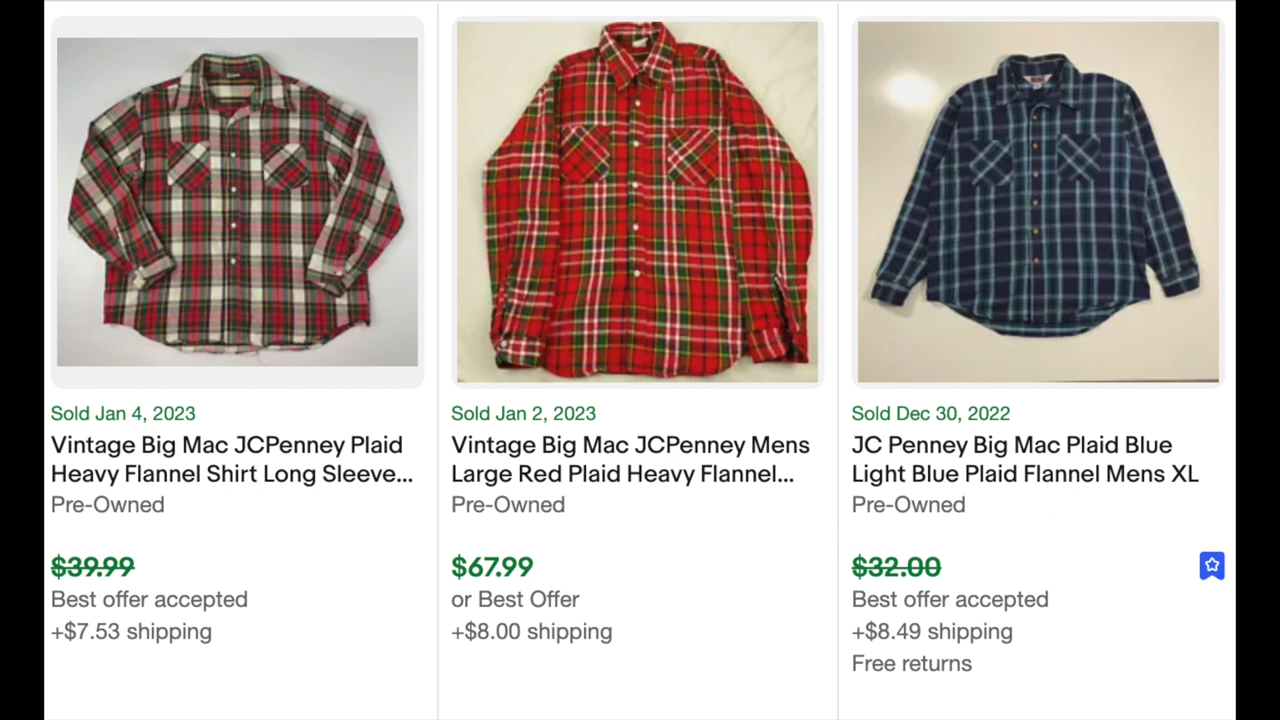 Sold Jan 4, 2023
Vintage Big Mac JCPenney Plaid
Heavy Flannel Shirt Long Sleeve...
Pre-Owned
$39.99
Best offer accepted
+$7.53 shipping
Sold Jan 2, 2023
Vintage Big Mac JCPenney Mens
Large Red Plaid Heavy Flannel...
Pre-Owned
$67.99
or Best Offer
+$8.00 shipping
Sold Dec 30, 2022
JC Penney Big Mac Plaid Blue
Light Blue Plaid Flannel Mens XL
Pre-Owned
$32.00
Best offer accepted
+$8.49 shipping
Free returns